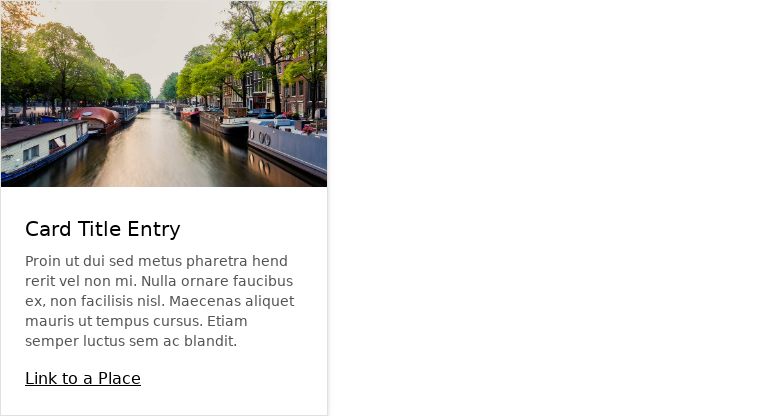 Card Title Entry
Proin ut dui sed metus pharetra hend
rerit vel non mi. Nulla ornare faucibus
ex, non facilisis nisl. Maecenas aliquet
mauris ut tempus cursus. Etiam
semper luctus sem ac blandit.
Link to a Place